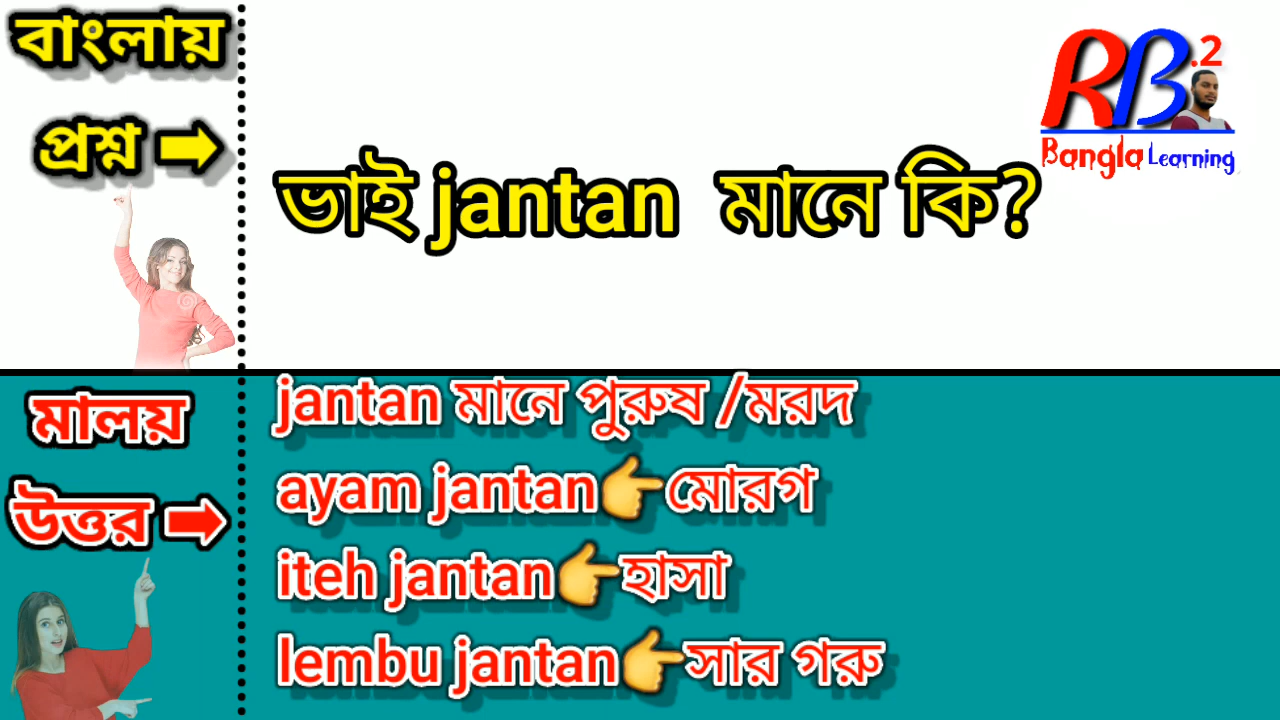 বাংলায়
প্রশ্ন ➡
ভাই jantan মানে কি?
RB.2
Bangla Learning
মালয়
উত্তর ➡
jantan মানে পুরুষ /মরদ
ayam jantan👉মোরগ
iteh jantan👉হাসা
lembu jantan👉সার গরু